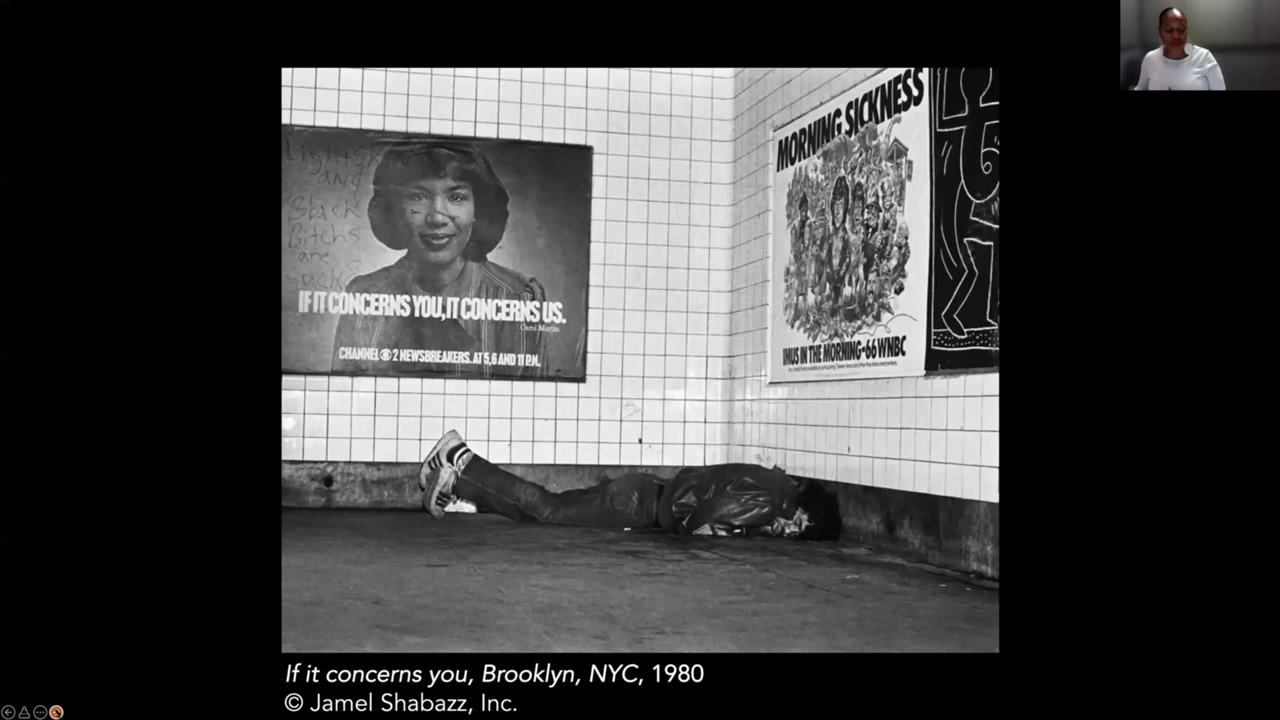 Lights
and
Black
Bitchs
are
sucks
IF IT CONCERNS YOU, IT CONCERNS US.
Carol Martin
CHANNEL 2 NEWSBREAKERS. AT 5, 6 AND 11 P.M.
MORNING SICKNESS
IMUS IN THE MORNING-66 WNBC
If it concerns you, Brooklyn, NYC, 1980
© Jamel Shabazz, Inc.